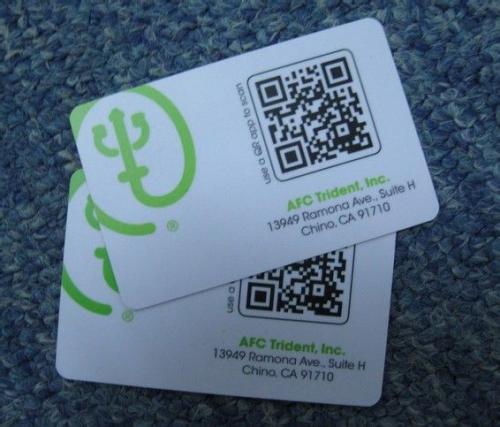 use a QR app to scan
AFC Trident, Inc.
13949 Ramona Ave., Suite H
Chino, CA 91710
®
use a
AFC Trident, Inc.
13949 Ramona Ave., Suite H
Chino, CA 91710
®